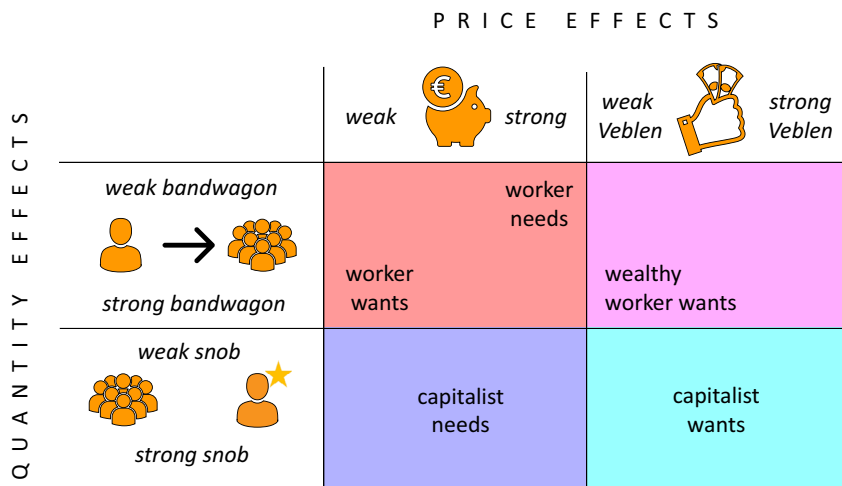 PRICE EFFECTS
weak
€
strong
weak
Veblen
strong
Veblen
QUANTITY EFFECTS
weak bandwagon
strong bandwagon
worker
needs
worker
wants
wealthy
worker wants
weak snob
strong snob
capitalist
needs
capitalist
wants